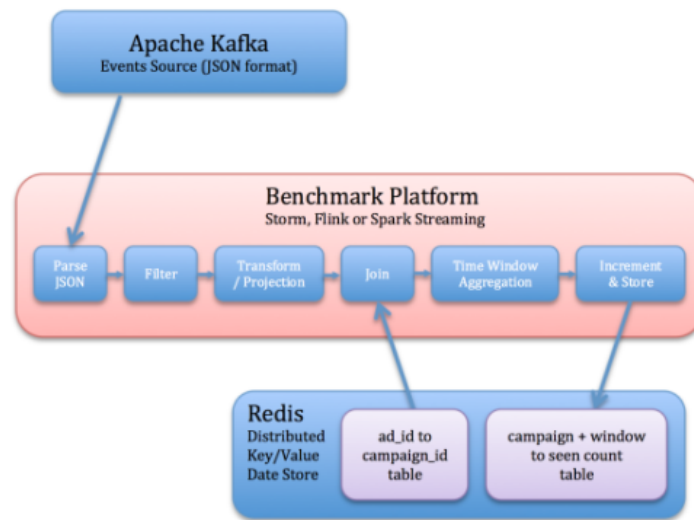 Apache Kafka
Events Source (JSON format)
Benchmark Platform
Storm, Flink or Spark Streaming
Parse
JSON
Filter
Transform
/ Projection
Join
Time Window
Aggregation
Increment
& Store
Redis
Distributed
Key/Value
Date Store
ad_id to
campaign_id
table
campaign + window
to seen count
table